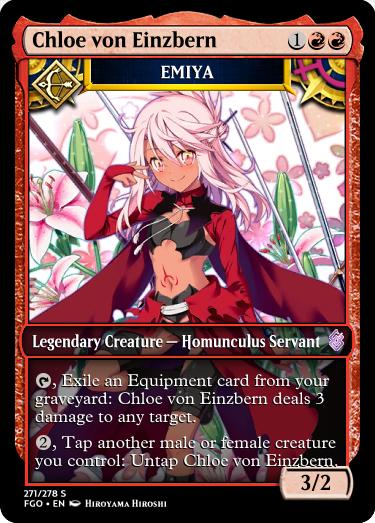 Chloe von Einzbern 1
EMIYA
Legendary Creature — Homunculus Servant
, Exile an Equipment card from your
graveyard: Chloe von Einzbern deals 3
damage to any target.
2, Tap another male or female creature
you control: Untap Chloe von Einzbern.
3/2
271/278 S
FGO • EN Hiroyama Hiroshi